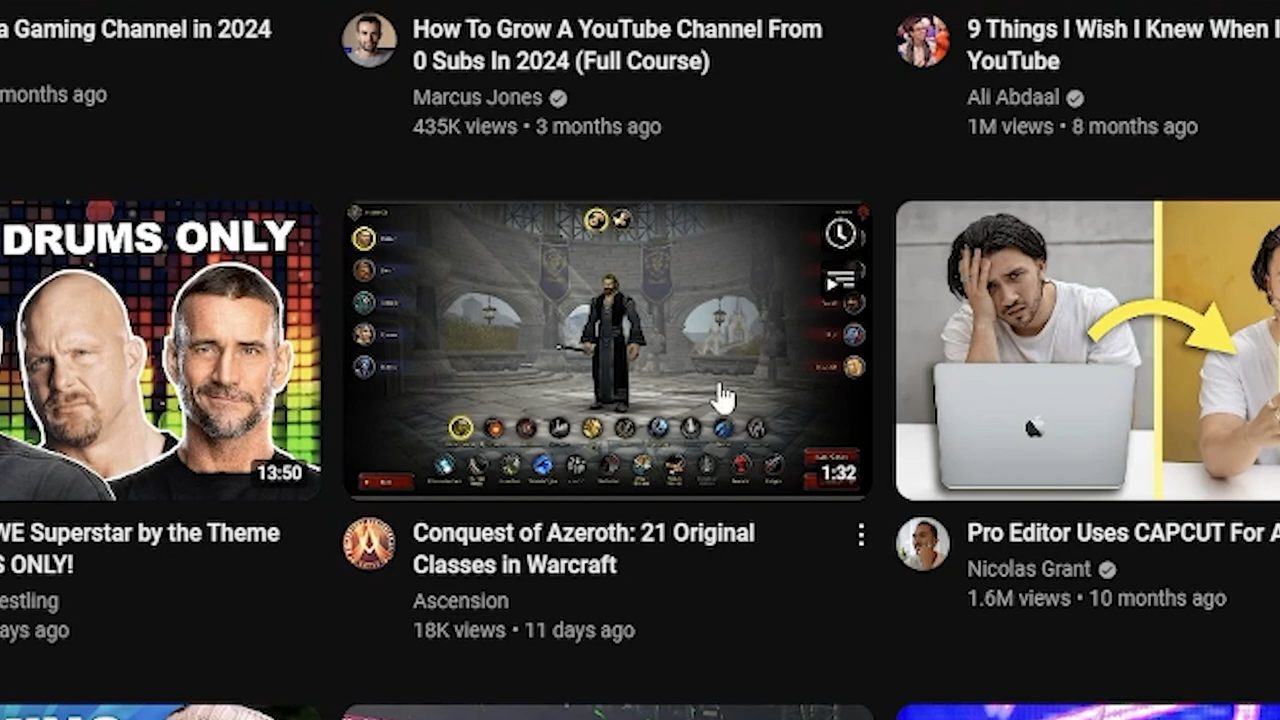 a Gaming Channel in 2024
months ago
How To Grow A YouTube Channel From
0 Subs In 2024 (Full Course)
Marcus Jones
435K views • 3 months ago
9 Things I Wish I Knew When I
YouTube
Ali Abdaal
1M views • 8 months ago
DRUMS ONLY
13:50
1:32
WE Superstar by the Theme
S ONLY!
estling
ays ago
Conquest of Azeroth: 21 Original
Classes in Warcraft
Ascension
18K views • 11 days ago
Pro Editor Uses CAPCUT For A
Nicolas Grant
1.6M views • 10 months ago